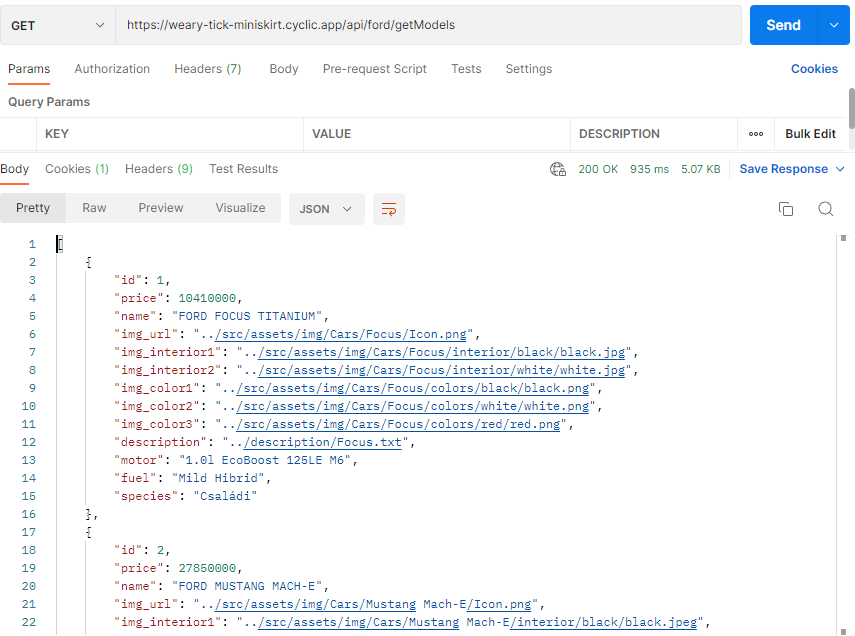 GET https://weary-tick-miniskirt.cyclic.app/api/ford/getModels Send
Params Authorization Headers (7) Body Pre-request Script Tests Settings Cookies
Query Params
KEY VALUE DESCRIPTION ooo Bulk Edit
Body Cookies (1) Headers (9) Test Results 200 OK 935 ms 5.07 KB Save Response
Pretty Raw Preview Visualize JSON
1 [
2 {
3 "id": 1,
4 "price": 10410000,
5 "name": "FORD FOCUS TITANIUM",
6 "img_url": "../src/assets/img/Cars/Focus/Icon.png",
7 "img_interior1": "../src/assets/img/Cars/Focus/interior/black/black.jpg",
8 "img_interior2": "../src/assets/img/Cars/Focus/interior/white/white.jpg",
9 "img_color1": "../src/assets/img/Cars/Focus/colors/black/black.png",
10 "img_color2": "../src/assets/img/Cars/Focus/colors/white/white.png",
11 "img_color3": "../src/assets/img/Cars/Focus/colors/red/red.png",
12 "description": "../description/Focus.txt",
13 "motor": "1.0l EcoBoost 125LE M6",
14 "fuel": "Mild Hibrid",
15 "species": "Családi"
16 },
17 {
18 "id": 2,
19 "price": 27850000,
20 "name": "FORD MUSTANG MACH-E",
21 "img_url": "../src/assets/img/Cars/Mustang Mach-E/Icon.png",
22 "img_interior1": "../src/assets/img/Cars/Mustang Mach-E/interior/black/black.jpeg",